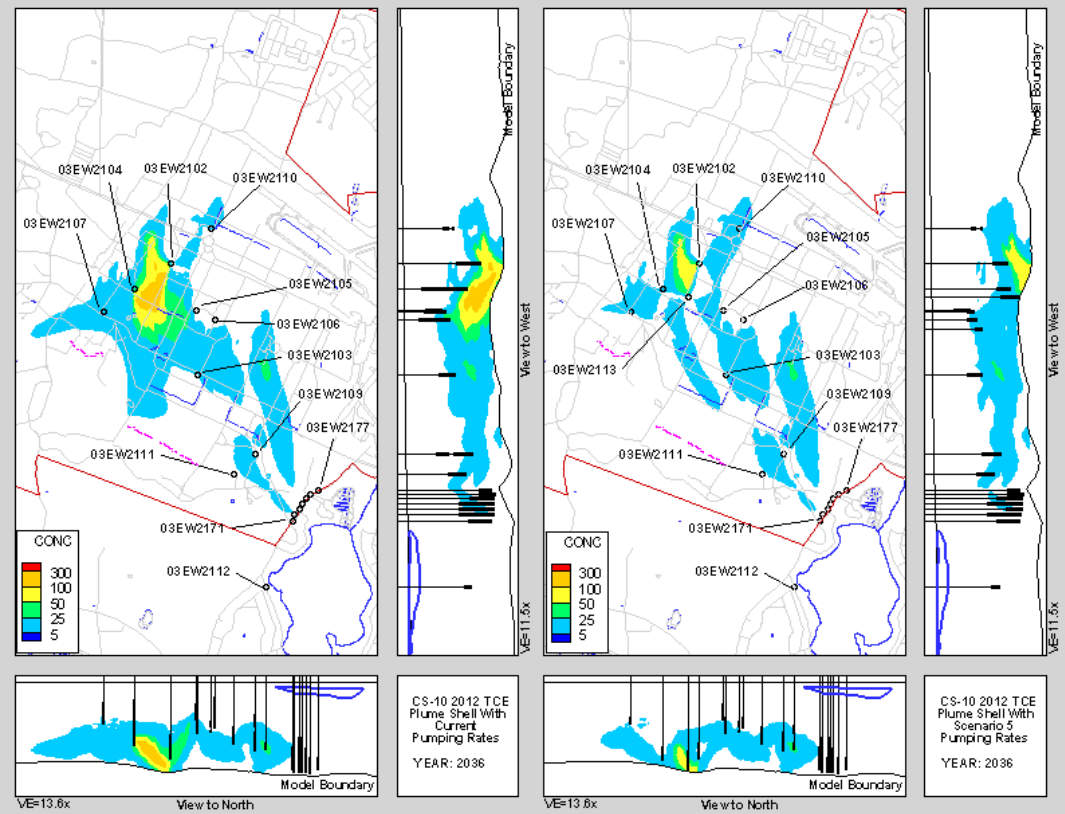 03EW2104
03EW2102
03EW2110
03EW2107
03EW2105
03EW2106
03EW2103
03EW2109
03EW2177
03EW2111
03EW2171
03EW2112
CONC
300
100
50
25
5
Model Boundary
View to West
VE=11.5x
03EW2104
03EW2102
03EW2110
03EW2107
03EW2105
03EW2106
03EW2113
03EW2103
03EW2109
03EW2177
03EW2111
03EW2171
03EW2112
CONC
300
100
50
25
5
Model Boundary
View to West
VE=11.5x
Model Boundary
VE=13.6x
View to North
CS-10 2012 TCE
Plume Shell With
Current
Pumping Rates
YEAR: 2036
Model Boundary
VE=13.6x
View to North
CS-10 2012 TCE
Plume Shell With
Scenario 5
Pumping Rates
YEAR: 2036